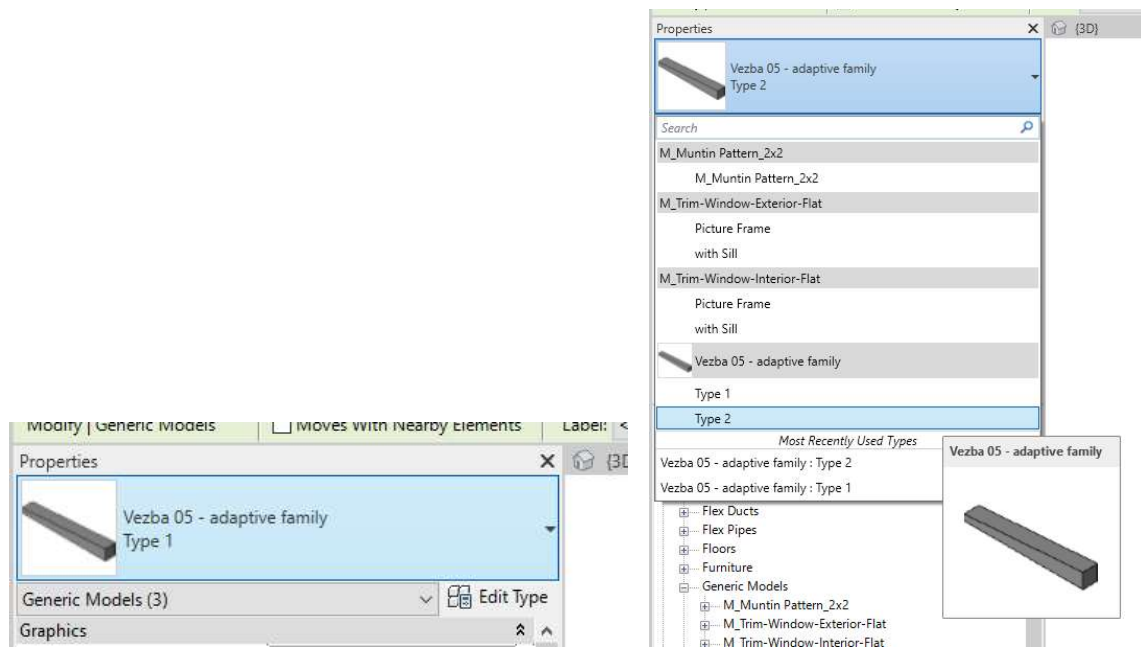 Modify | Generic Models
Moves With Nearby Elements
Label:
Properties
{3D
Vezba 05 - adaptive family
Type 1
Generic Models (3)
Edit Type
Graphics
Properties
{3D}
Vezba 05 - adaptive family
Type 2
Search
M_Muntin Pattern_2x2
M_Muntin Pattern_2x2
M_Trim-Window-Exterior-Flat
Picture Frame
with Sill
M_Trim-Window-Interior-Flat
Picture Frame
with Sill
Vezba 05 - adaptive family
Type 1
Type 2
Most Recently Used Types
Vezba 05 - adaptive family : Type 2
Vezba 05 - adaptive family : Type 1
Vezba 05 - adaptive family
Flex Ducts
Flex Pipes
Floors
Furniture
Generic Models
M_Muntin Pattern_2x2
M_Trim-Window-Exterior-Flat
M_Trim-Window-Interior-Flat